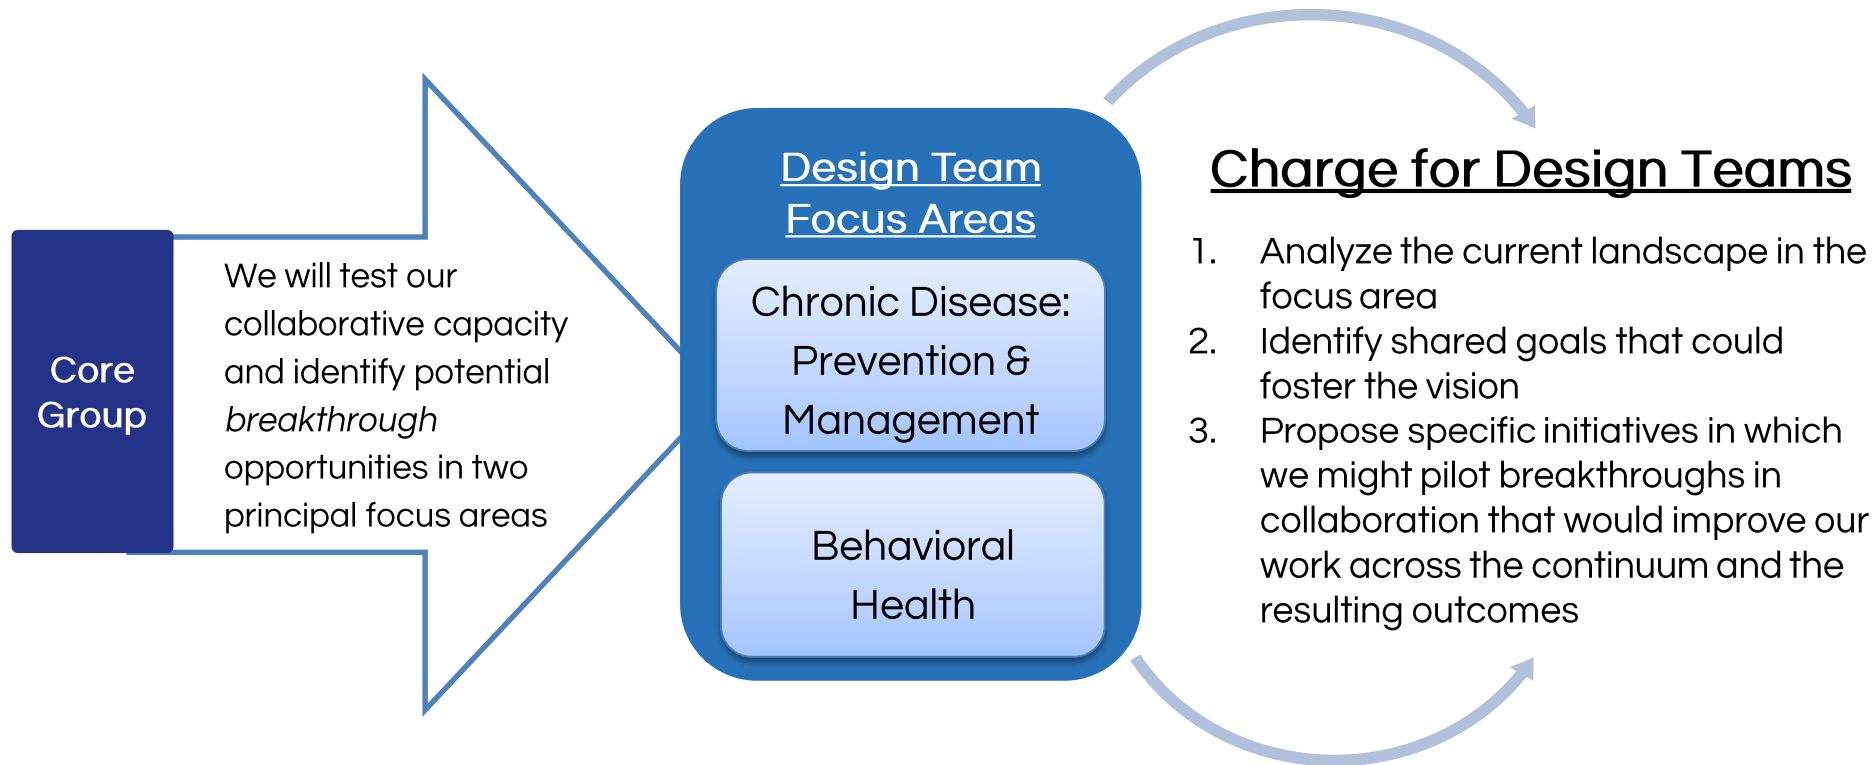 Core
Group
We will test our
collaborative capacity
and identify potential
breakthrough
opportunities in two
principal focus areas
Design Team
Focus Areas
Chronic Disease:
Prevention &
Management
Behavioral
Health
Charge for Design Teams
1. Analyze the current landscape in the
focus area
2. Identify shared goals that could
foster the vision
3. Propose specific initiatives in which
we might pilot breakthroughs in
collaboration that would improve our
work across the continuum and the
resulting outcomes